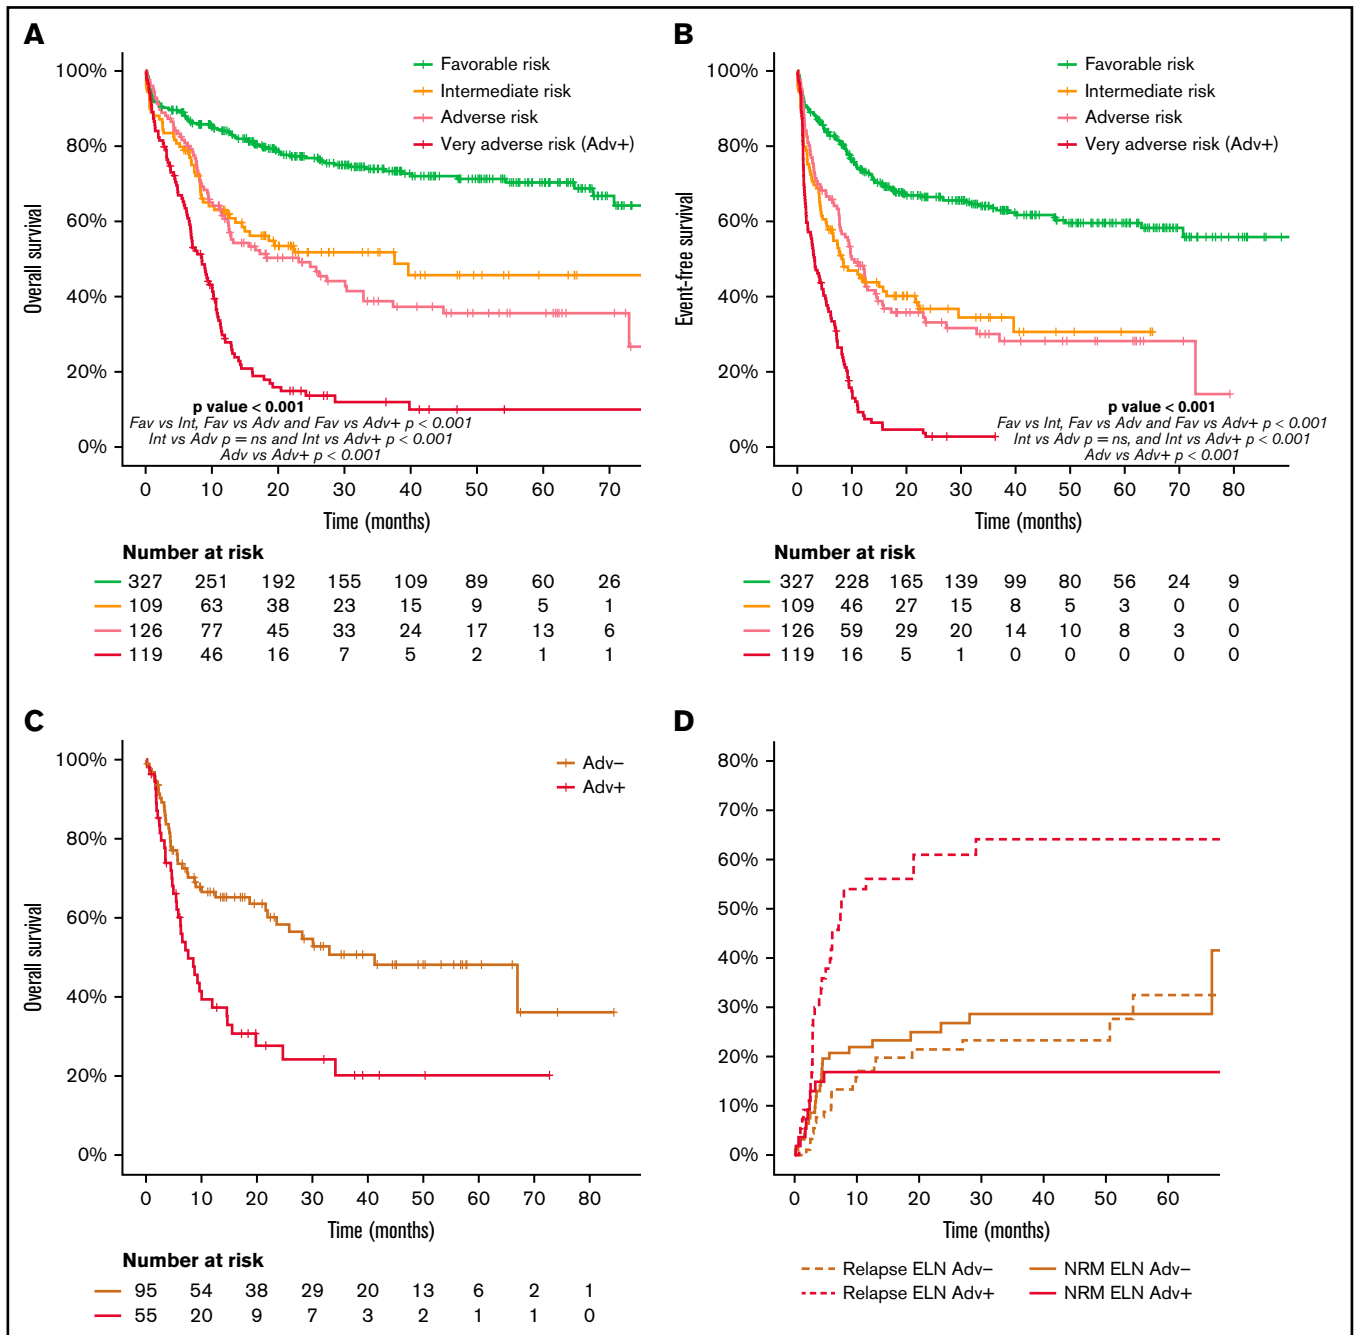 A
Overall survival
100%
80%
60%
40%
20%
0%
Favorable risk
Intermediate risk
Adverse risk
Very adverse risk (Adv+)
p value < 0.001
Fav vs Int, Fav vs Adv and Fav vs Adv+ p < 0.001
Int vs Adv p = ns and Int vs Adv+ p < 0.001
Adv vs Adv+ p < 0.001
0 10 20 30 40 50 60 70
Time (months)
Number at risk
327 251 192 155 109 89 60 26
109 63 38 23 15 9 5 1
126 77 45 33 24 17 13 6
119 46 16 7 5 2 1 1
B
Event-free survival
100%
80%
60%
40%
20%
0%
Favorable risk
Intermediate risk
Adverse risk
Very adverse risk (Adv+)
p value < 0.001
Fav vs Int, Fav vs Adv and Fav vs Adv+ p < 0.001
Int vs Adv p = ns, and Int vs Adv+ p < 0.001
Adv vs Adv+ p < 0.001
0 10 20 30 40 50 60 70 80
Time (months)
Number at risk
327 228 165 139 99 80 56 24 9
109 46 27 15 8 5 3 0 0
126 59 29 20 14 10 8 3 0
119 16 5 1 0 0 0 0 0
C
Overall survival
100%
80%
60%
40%
20%
0%
Adv–
Adv+
0 10 20 30 40 50 60 70 80
Time (months)
Number at risk
95 54 38 29 20 13 6 2 1
55 20 9 7 3 2 1 1 0
D
80%
70%
60%
50%
40%
30%
20%
10%
0%
0 10 20 30 40 50 60
Time (months)
Relapse ELN Adv– NRM ELN Adv–
Relapse ELN Adv+ NRM ELN Adv+